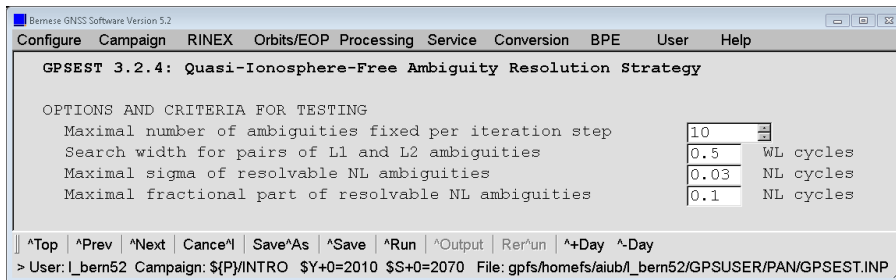 Bernese GNSS Software Version 5.2
Configure Campaign RINEX Orbits/EOP Processing Service Conversion BPE User Help
GPSEST 3.2.4: Quasi-Ionosphere-Free Ambiguity Resolution Strategy
OPTIONS AND CRITERIA FOR TESTING
Maximal number of ambiguities fixed per iteration step 10
Search width for pairs of L1 and L2 ambiguities 0.5 WL cycles
Maximal sigma of resolvable NL ambiguities 0.03 NL cycles
Maximal fractional part of resolvable NL ambiguities 0.1 NL cycles
^Top ^Prev ^Next Cance^l Save^As ^Save ^Run ^Output Rer^un ^+Day ^-Day
> User: l_bern52 Campaign: ${P}/INTRO $Y+0=2010 $S+0=2070 File: gpfs/homefs/aiub/l_bern52/GPSUSER/PAN/GPSEST.INP